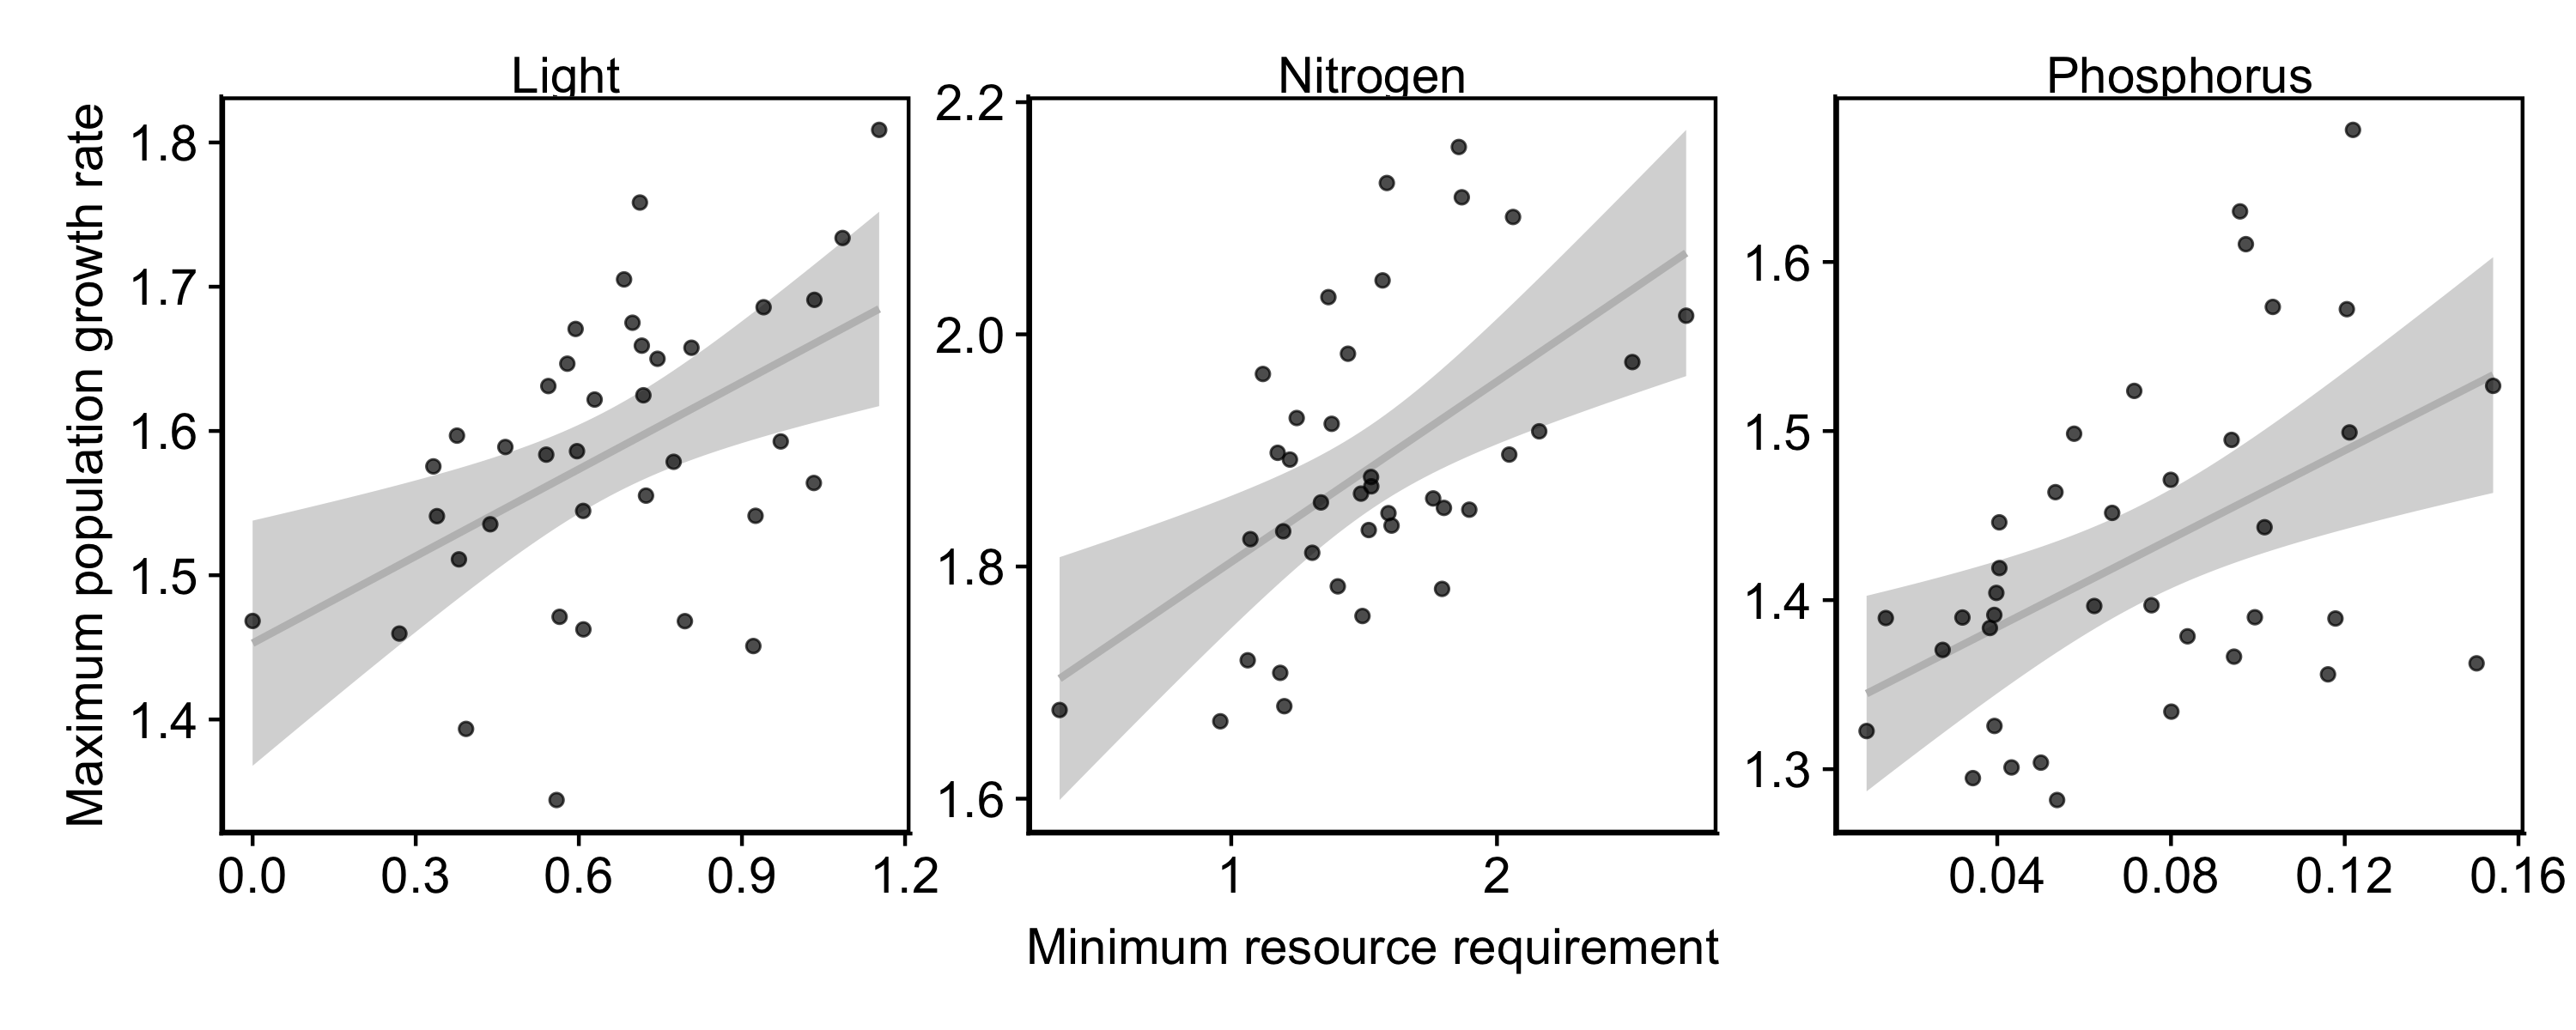 Light
Nitrogen
Phosphorus
Maximum population growth rate
1.8
1.7
1.6
1.5
1.4
0.0 0.3 0.6 0.9 1.2
2.2
2.0
1.8
1.6
1 2
1.6
1.5
1.4
1.3
0.04 0.08 0.12 0.16
Minimum resource requirement